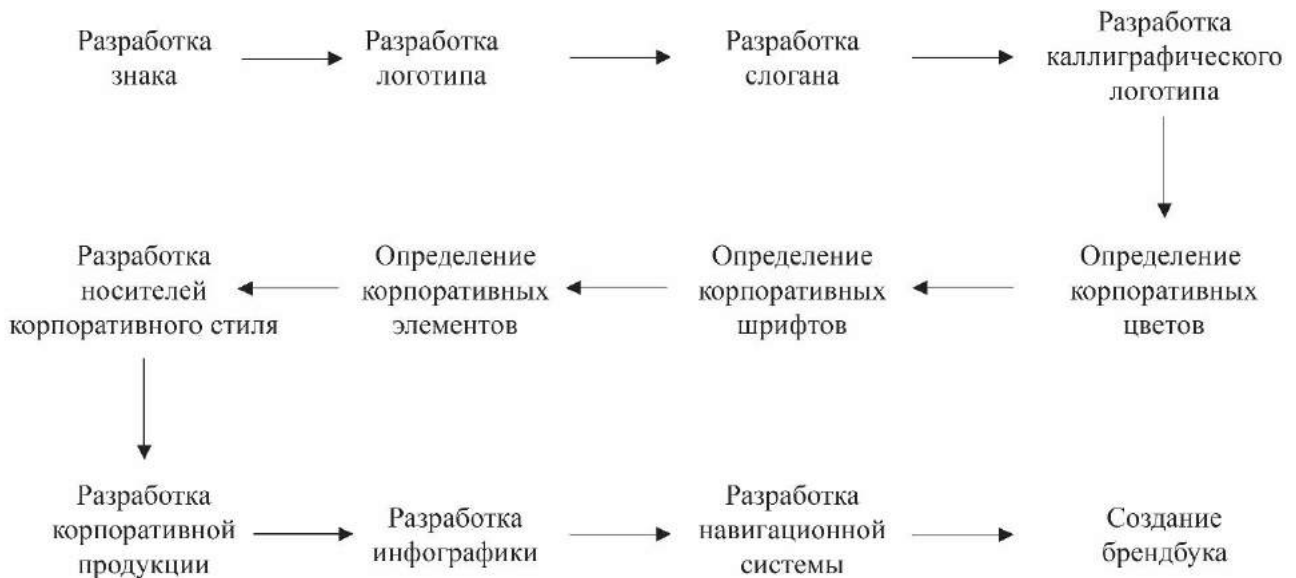 Разработка
знака
Разработка
логотипа
Разработка
слогана
Разработка
каллиграфического
логотипа
Определение
корпоративных
цветов
Определение
корпоративных
шрифтов
Определение
корпоративных
элементов
Разработка
носителей
корпоративного стиля
Разработка
корпоративной
продукции
Разработка
инфографики
Разработка
навигационной
системы
Создание
брендбука